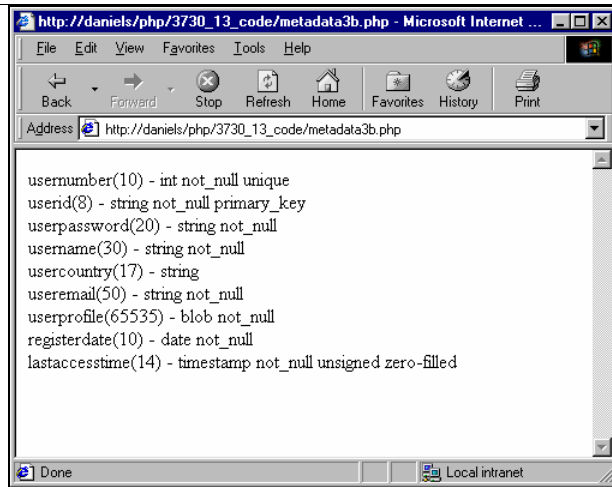 http://daniels/php/3730_13_code/metadata3b.php - Microsoft Internet ...
File Edit View Favorites Tools Help
Back Forward Stop Refresh Home Favorites History Print
Address http://daniels/php/3730_13_code/metadata3b.php
usernumber(10) - int not_null unique
userid(8) - string not_null primary_key
userpassword(20) - string not_null
username(30) - string not_null
usercountry(17) - string
useremail(50) - string not_null
userprofile(65535) - blob not_null
registerdate(10) - date not_null
lastaccesstime(14) - timestamp not_null unsigned zero-filled
Done Local intranet